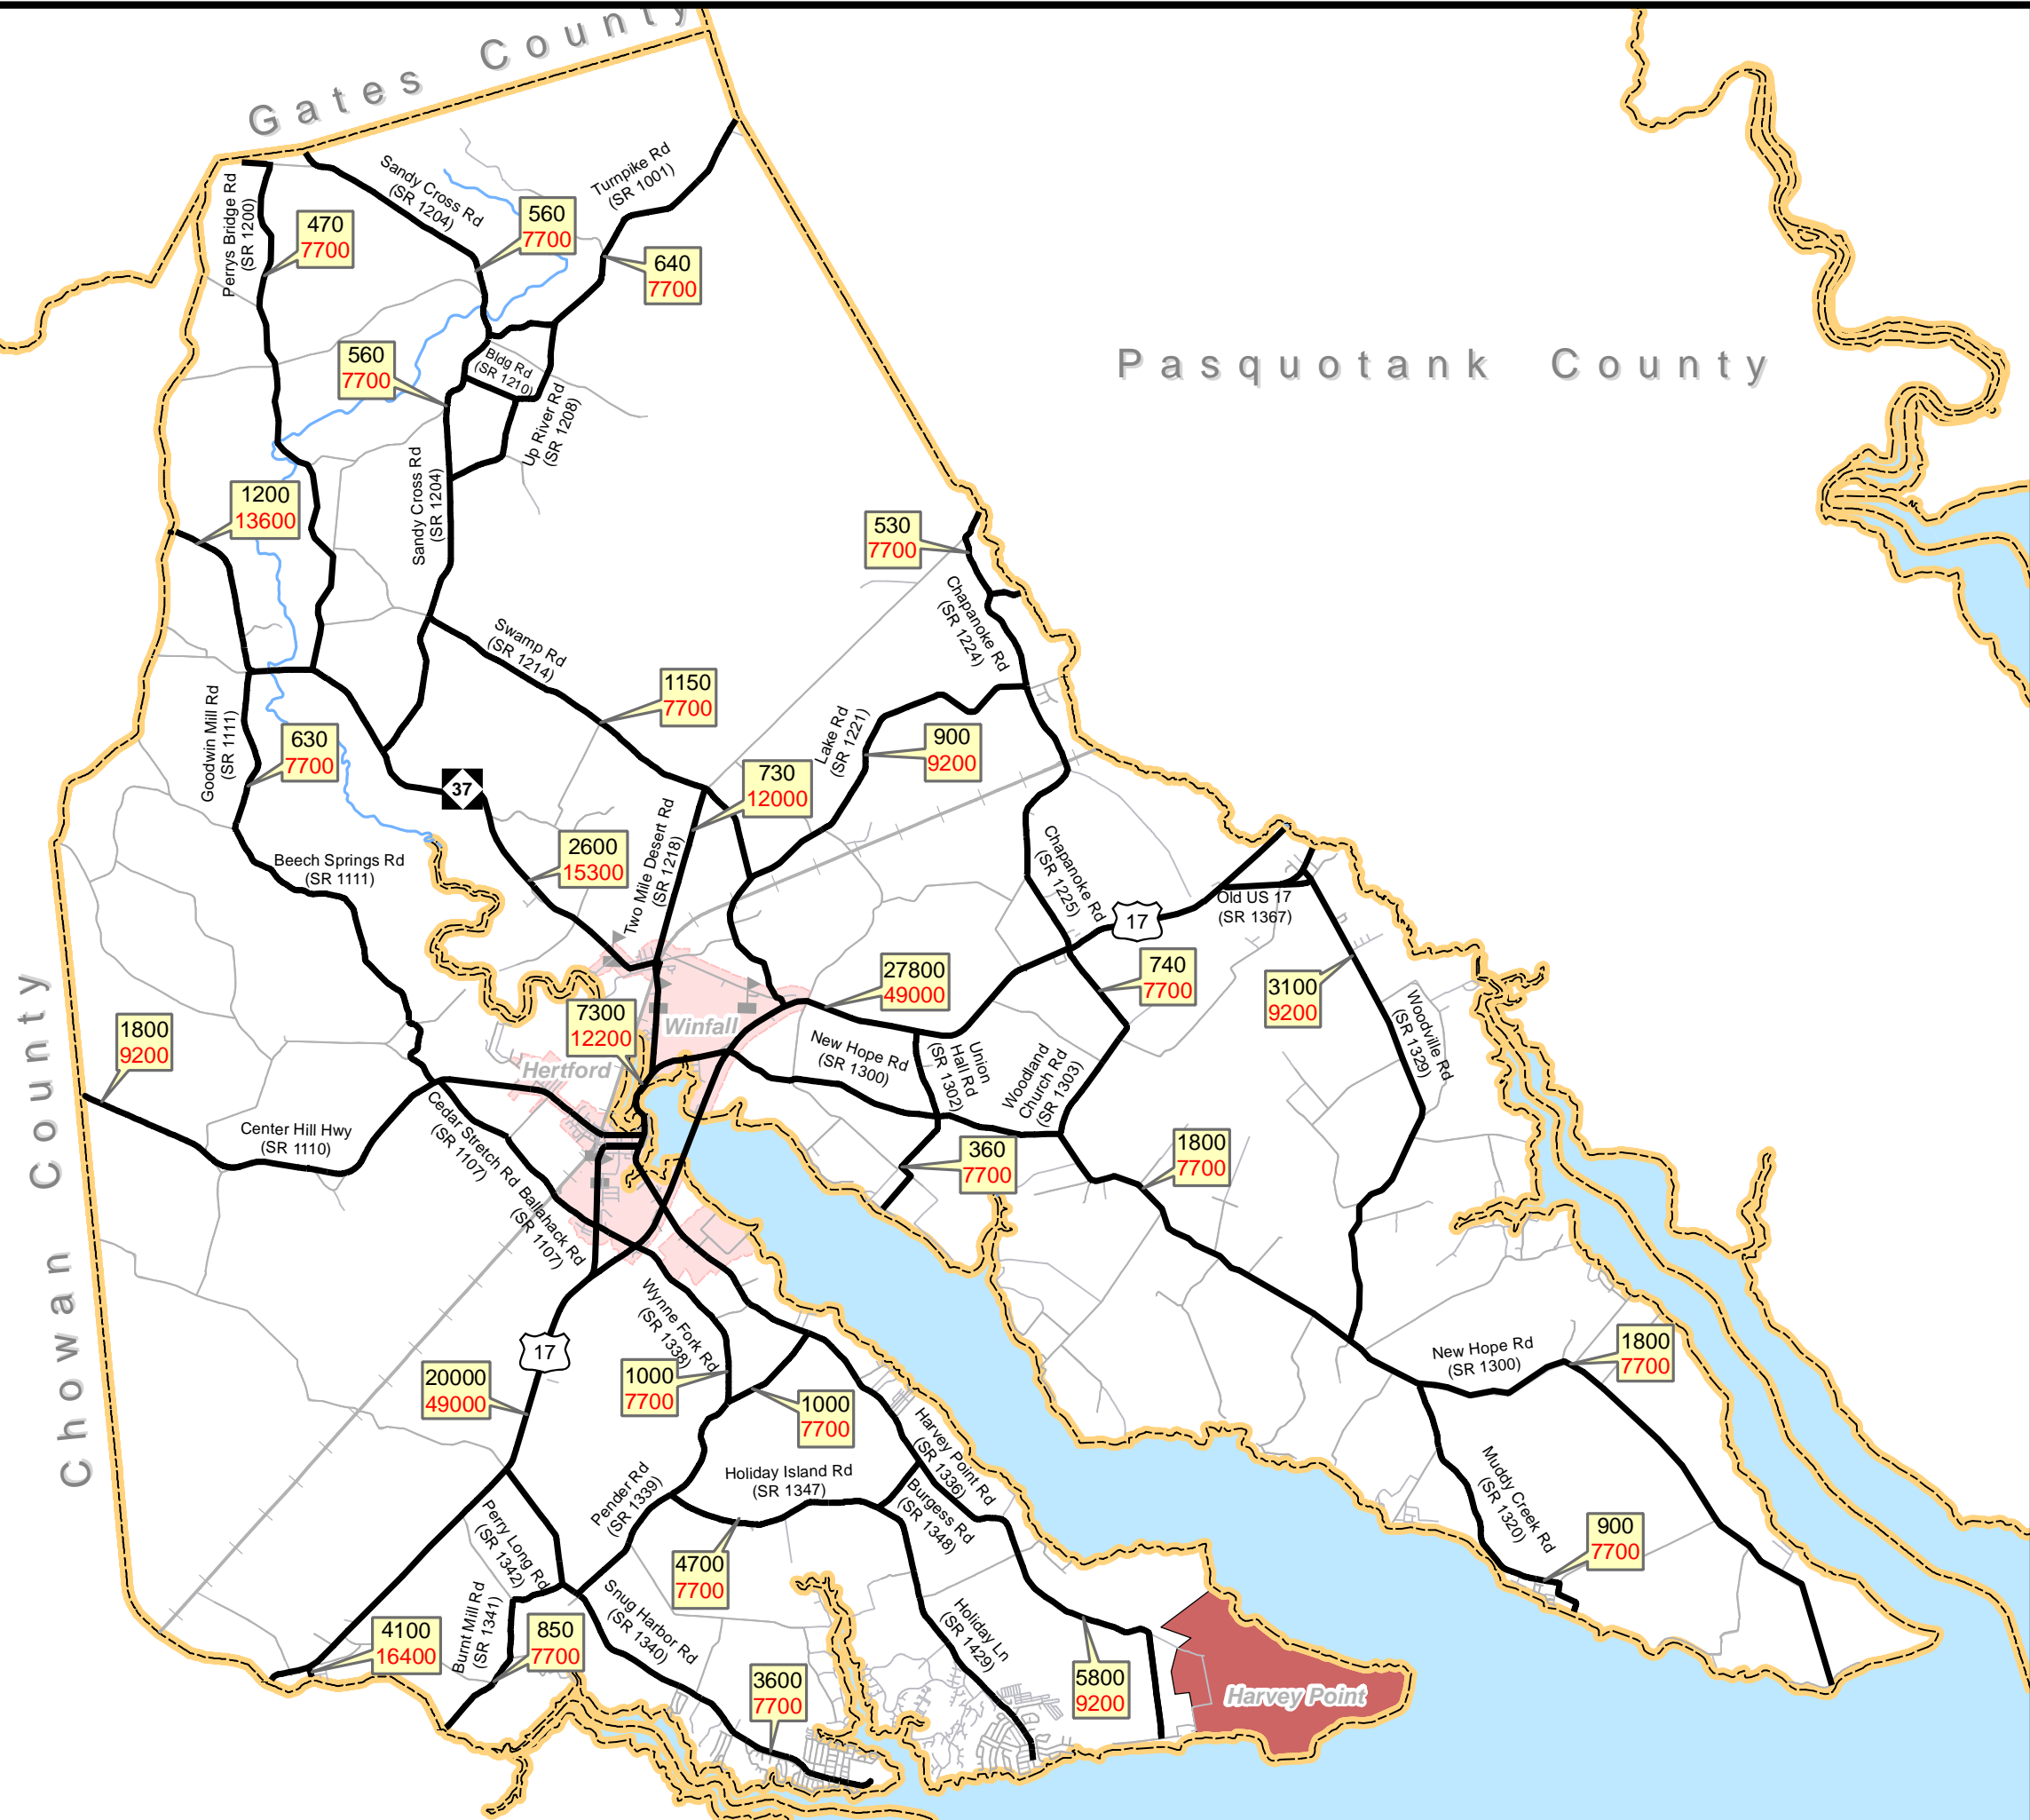 Gates County
Sandy Cross Rd
(SR 1204)
Turnpike Rd
(SR 1001)
Perrys Bridge Rd
(SR 1200)
470
7700
560
7700
640
7700
Pasquotank County
560
7700
Bldg Rd
(SR 1210)
Up River Rd
(SR 1208)
Sandy Cross Rd
(SR 1204)
1200
13600
530
7700
Chapanoke Rd
(SR 1224)
Swamp Rd
(SR 1214)
1150
7700
Goodwin Mill Rd
(SR 1111)
630
7700
Lake Rd
(SR 1221)
900
9200
730
12000
37
2600
15300
Two Mile Desert Rd
(SR 1218)
Beech Springs Rd
(SR 1111)
Chapanoke Rd
(SR 1225)
17
Old US 17
(SR 1367)
27800
49000
740
7700
3100
9200
Woodville Rd
(SR 1329)
Chowan County
1800
9200
7300
12200
Winfall
Hertford
New Hope Rd
(SR 1300)
Union
Hall Rd
(SR 1302)
Woodland
Church Rd
(SR 1303)
Center Hill Hwy
(SR 1110)
Cedar Stretch Rd
(SR 1107)
Ballahack Rd
(SR 1107)
360
7700
1800
7700
Wynne Fork Rd
(SR 1338)
17
20000
49000
1000
7700
1000
7700
New Hope Rd
(SR 1300)
1800
7700
Harvey Point Rd
(SR 1336)
Holiday Island Rd
(SR 1347)
Pender Rd
(SR 1339)
Burgess Rd
(SR 1348)
Muddy Creek Rd
(SR 1320)
900
7700
Perry Long Rd
(SR 1342)
4700
7700
Snug Harbor Rd
(SR 1340)
Burnt Mill Rd
(SR 1341)
850
7700
4100
16400
Holiday Ln
(SR 1429)
3600
7700
5800
9200
Harvey Point